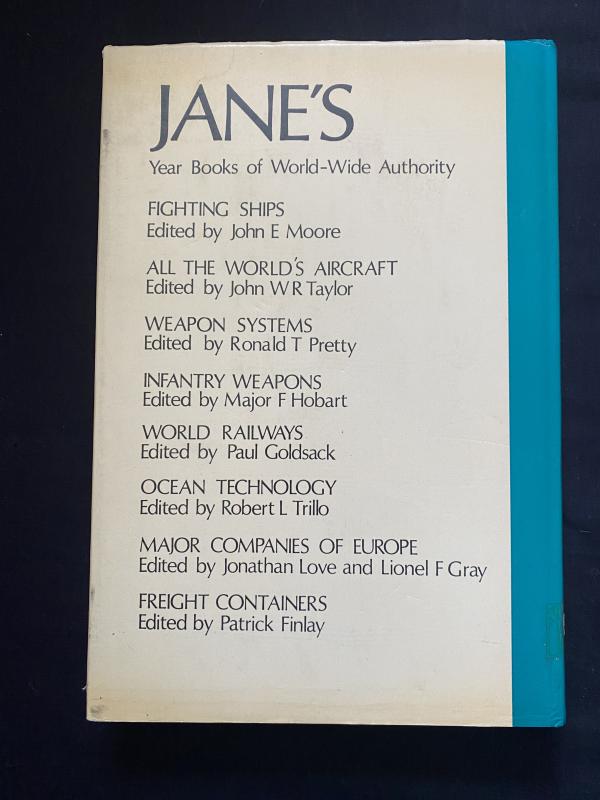 JANE'S
Year Books of World-Wide Authority
FIGHTING SHIPS
Edited by John E Moore
ALL THE WORLD'S AIRCRAFT
Edited by John W R Taylor
WEAPON SYSTEMS
Edited by Ronald T Pretty
INFANTRY WEAPONS
Edited by Major F Hobart
WORLD RAILWAYS
Edited by Paul Goldsack
OCEAN TECHNOLOGY
Edited by Robert L Trillo
MAJOR COMPANIES OF EUROPE
Edited by Jonathan Love and Lionel F Gray
FREIGHT CONTAINERS
Edited by Patrick Finlay